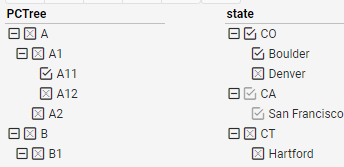 PCTree
A
A1
A11
A12
A2
B
B1
state
CO
Boulder
Denver
CA
San Francisco
CT
Hartford